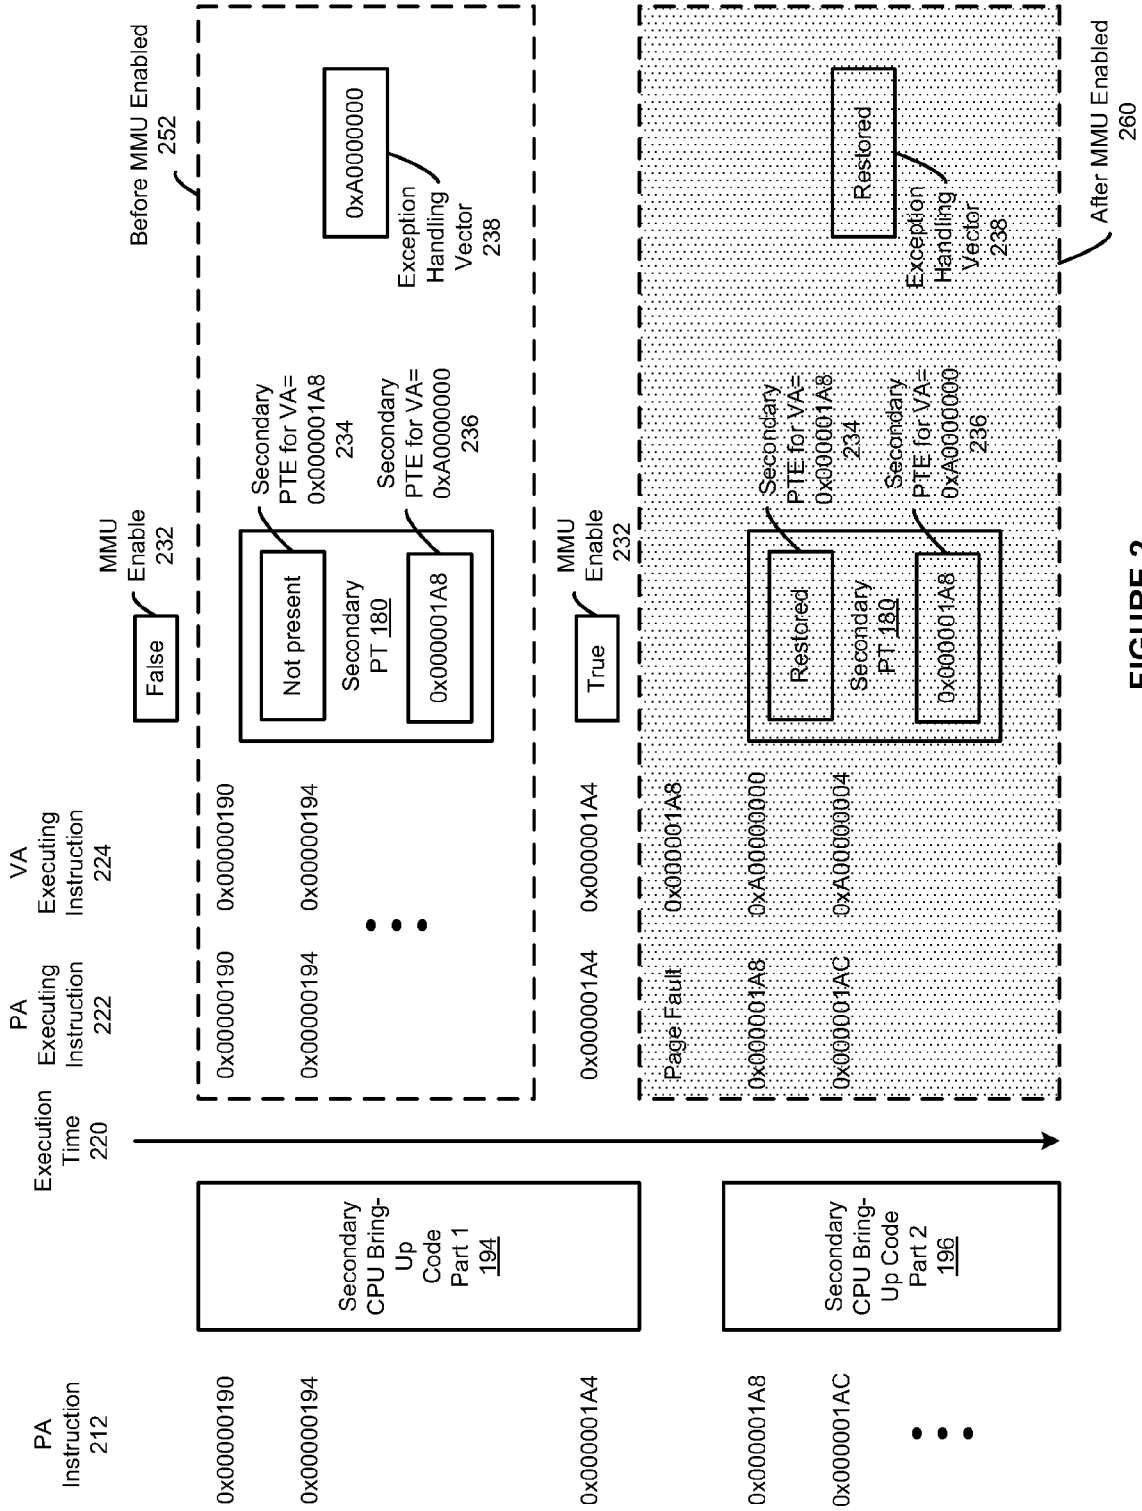 PA
Instruction
212
Execution
Time
220
PA
Executing
Instruction
222
VA
Executing
Instruction
224
MMU
Enable
232
False
Before MMU Enabled
252
0x00000190
0x00000194
0x000001A4
0x000001A8
0x000001AC
Secondary
CPU Bring-
Up
Code
Part 1
194
Secondary
CPU Bring-
Up Code
Part 2
196
0x00000190
0x00000190
0x00000194
0x00000194
Not present
Secondary
PT 180
0x000001A8
Secondary
PTE for VA=
0x000001A8
234
Secondary
PTE for VA=
0xA0000000
236
0xA0000000
Exception
Handling
Vector
238
0x000001A4
0x000001A4
True
MMU
Enable
232
Page Fault
0x000001A8
0x000001A8
0xA00000000
0x000001AC
0xA00000004
Restored
Secondary
PT 180
0x000001A8
Secondary
PTE for VA=
0x000001A8
234
Secondary
PTE for VA=
0xA0000000
236
Restored
Exception
Handling
Vector
238
After MMU Enabled
260
FIGURE 2